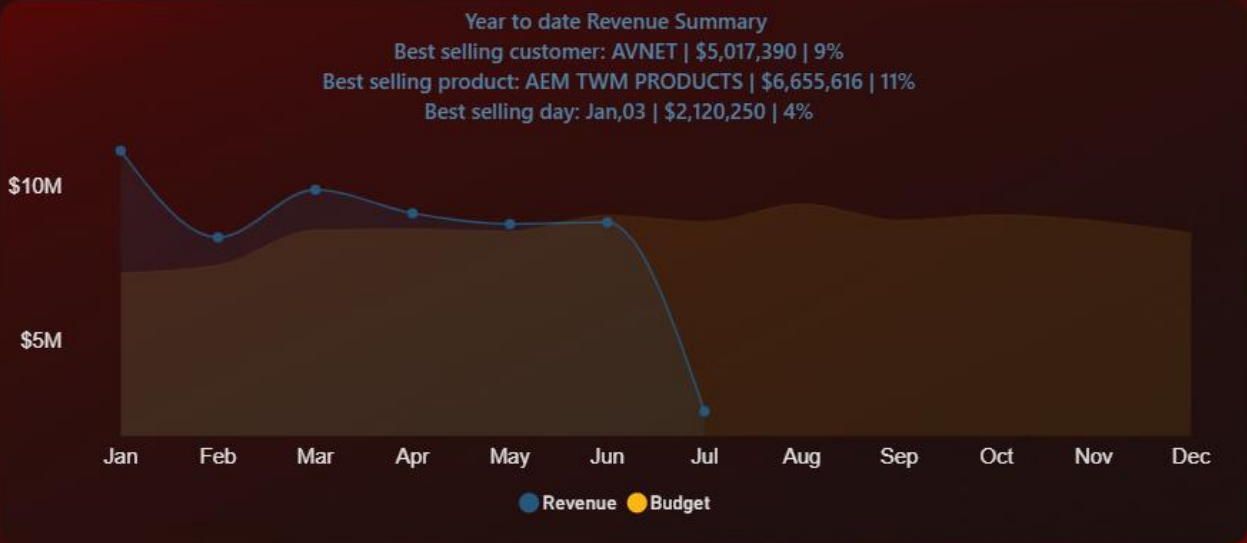 Year to date Revenue Summary
Best selling customer: AVNET | $5,017,390 | 9%
Best selling product: AEM TWM PRODUCTS | $6,655,616 | 11%
Best selling day: Jan,03 | $2,120,250 | 4%
$10M
$5M
Jan Feb Mar Apr May Jun Jul Aug Sep Oct Nov Dec
Revenue Budget